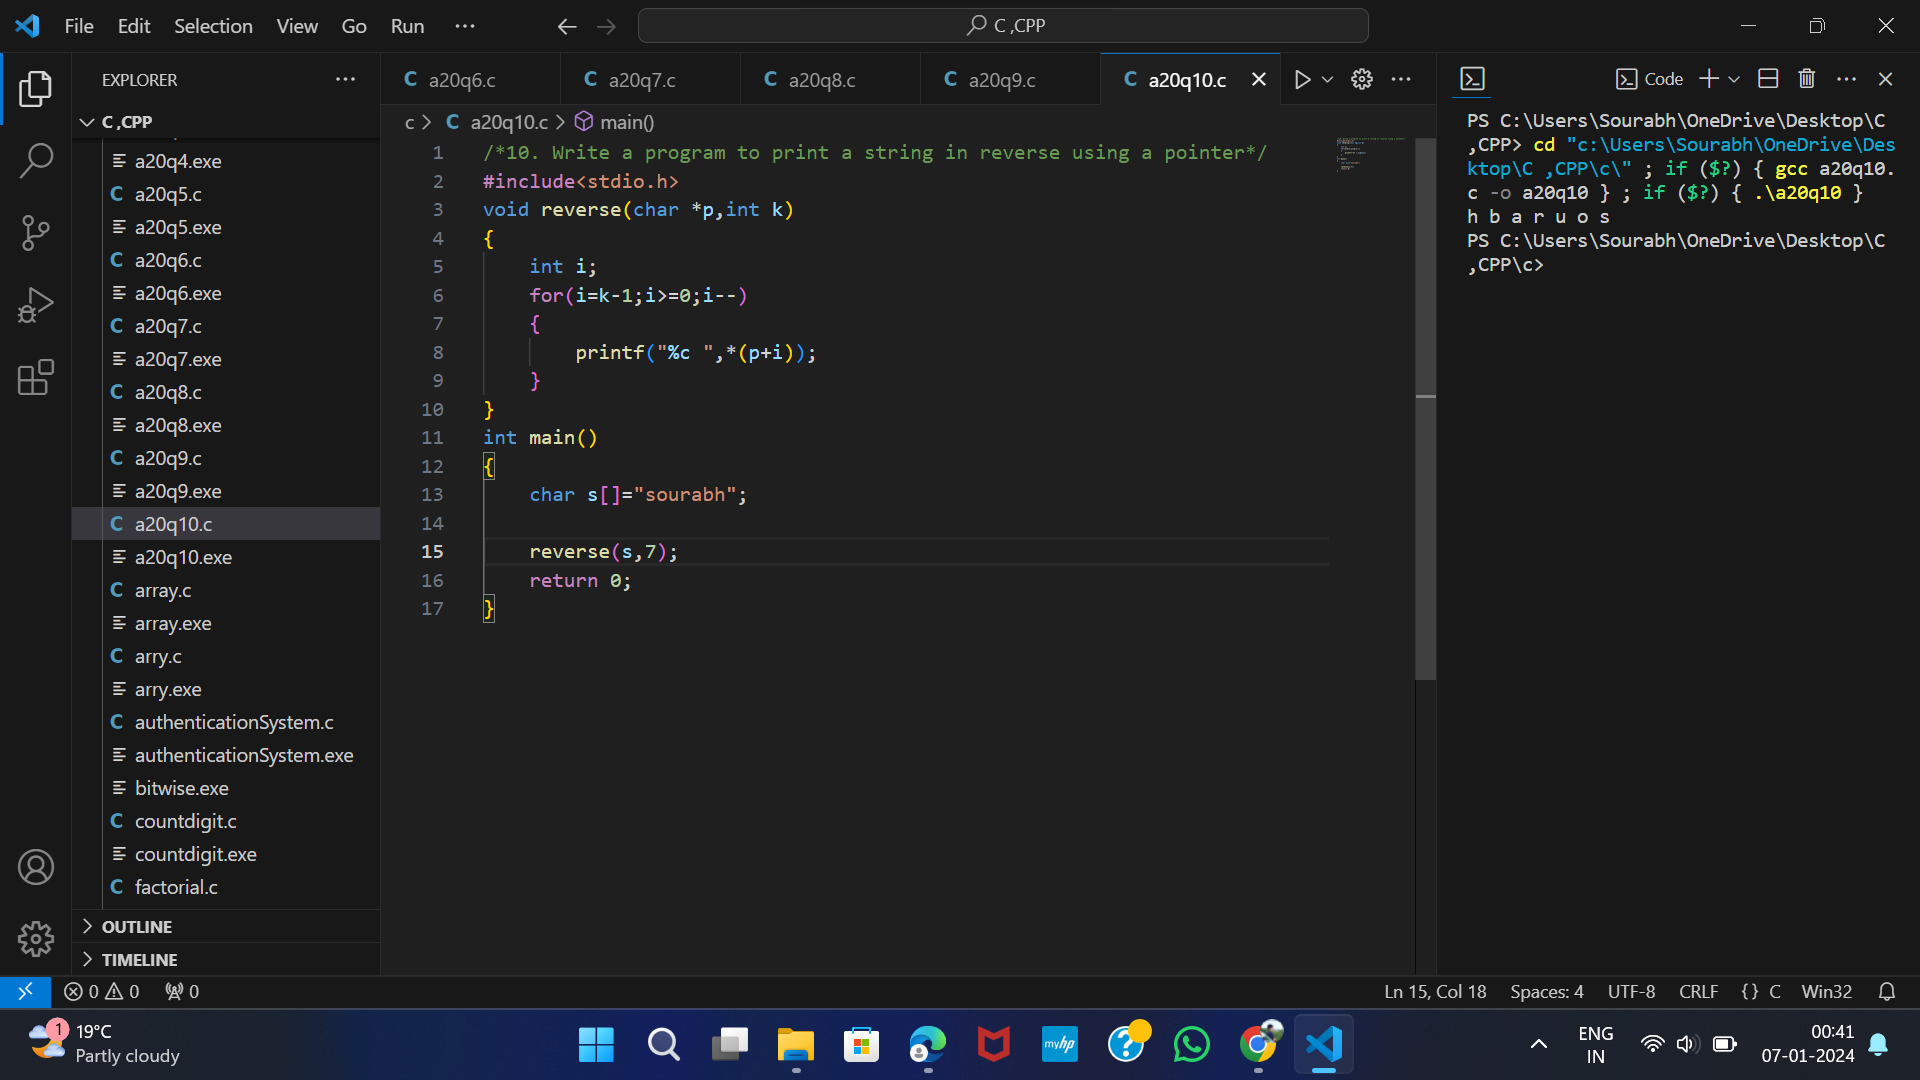 File Edit Selection View Go Run ···
C ,CPP
EXPLORER
C ,CPP
a20q4.exe
a20q5.c
a20q5.exe
a20q6.c
a20q6.exe
a20q7.c
a20q7.exe
a20q8.c
a20q8.exe
a20q9.c
a20q9.exe
a20q10.c
a20q10.exe
array.c
array.exe
arry.c
arry.exe
authenticationSystem.c
authenticationSystem.exe
bitwise.exe
countdigit.c
countdigit.exe
factorial.c
OUTLINE
TIMELINE
C a20q6.c C a20q7.c C a20q8.c C a20q9.c C a20q10.c
c > C a20q10.c > main()
1 /*10. Write a program to print a string in reverse using a pointer*/
2 #include<stdio.h>
3 void reverse(char *p,int k)
4 {
5 int i;
6 for(i=k-1;i>=0;i--)
7 {
8 printf("%c ",*(p+i));
9 }
10 }
11 int main()
12 {
13 char s[]="sourabh";
14
15 reverse(s,7);
16 return 0;
17 }
Code
PS C:\Users\Sourabh\OneDrive\Desktop\C
,CPP> cd "c:\Users\Sourabh\OneDrive\Des
ktop\C ,CPP\c\" ; if ($?) { gcc a20q10.
c -o a20q10 } ; if ($?) { .\a20q10 }
h b a r u o s
PS C:\Users\Sourabh\OneDrive\Desktop\C
,CPP\c>
0 0 0
Ln 15, Col 18 Spaces: 4 UTF-8 CRLF {} C Win32
1
19°C
Partly cloudy
myhp
ENG
IN
00:41
07-01-2024